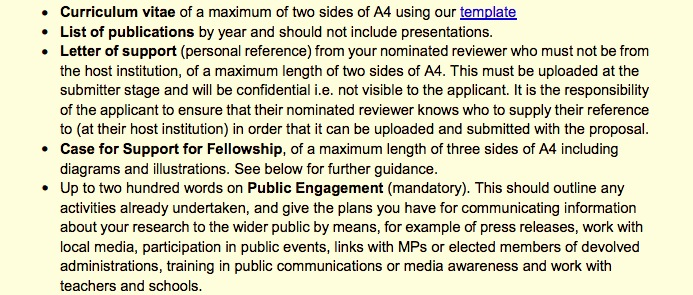 • Curriculum vitae of a maximum of two sides of A4 using our template
• List of publications by year and should not include presentations.
• Letter of support (personal reference) from your nominated reviewer who must not be from
the host institution, of a maximum length of two sides of A4. This must be uploaded at the
submitter stage and will be confidential i.e. not visible to the applicant. It is the responsibility
of the applicant to ensure that their nominated reviewer knows who to supply their reference
to (at their host institution) in order that it can be uploaded and submitted with the proposal.
• Case for Support for Fellowship, of a maximum length of three sides of A4 including
diagrams and illustrations. See below for further guidance.
• Up to two hundred words on Public Engagement (mandatory). This should outline any
activities already undertaken, and give the plans you have for communicating information
about your research to the wider public by means, for example of press releases, work with
local media, participation in public events, links with MPs or elected members of devolved
administrations, training in public communications or media awareness and work with
teachers and schools.